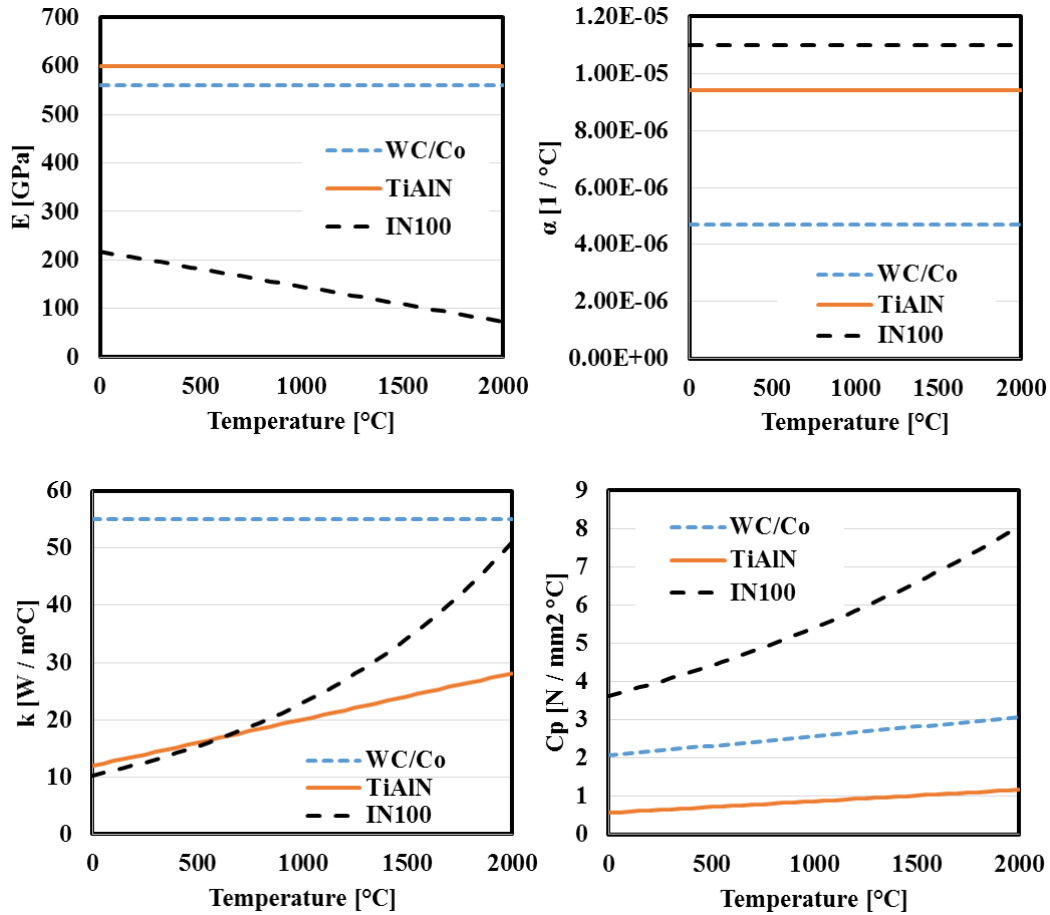 700
600
500
400
300
200
100
0
E [GPa]
WC/Co
TiAlN
IN100
0 500 1000 1500 2000
Temperature [°C]
1.20E-05
1.00E-05
8.00E-06
6.00E-06
4.00E-06
2.00E-06
0.00E+00
α [1 / °C]
WC/Co
TiAlN
IN100
0 500 1000 1500 2000
Temperature [°C]
60
50
40
30
20
10
0
k [W / m°C]
WC/Co
TiAlN
IN100
0 500 1000 1500 2000
Temperature [°C]
9
8
7
6
5
4
3
2
1
0
Cp [N / mm2 °C]
WC/Co
TiAlN
IN100
0 500 1000 1500 2000
Temperature [°C]